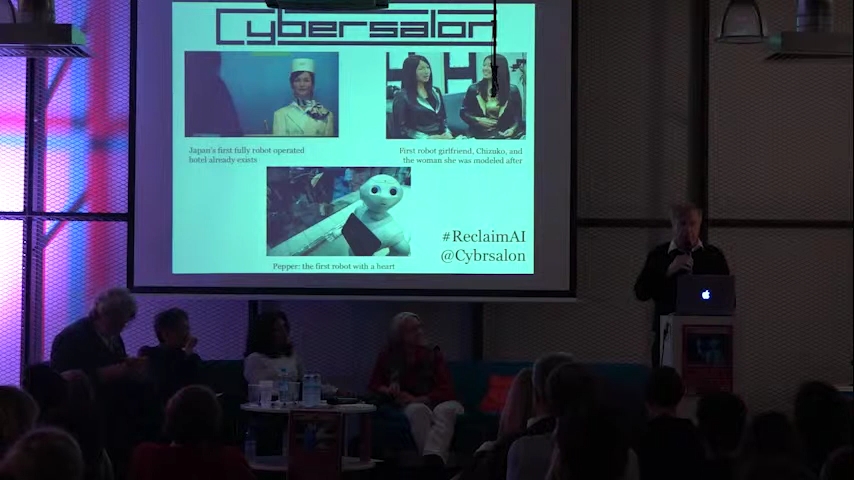 Cybersalon
Japan's first fully robot operated
hotel already exists
First robot girlfriend, Chizuko, and
the woman she was modeled after
Pepper: the first robot with a heart
#ReclaimAI
@Cybrsalon